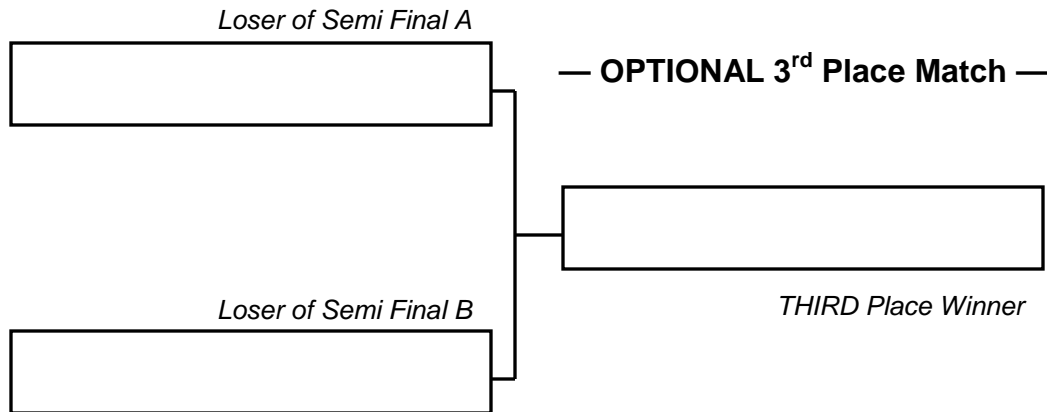 Loser of Semi Final A
— OPTIONAL 3rd Place Match —
Loser of Semi Final B
THIRD Place Winner